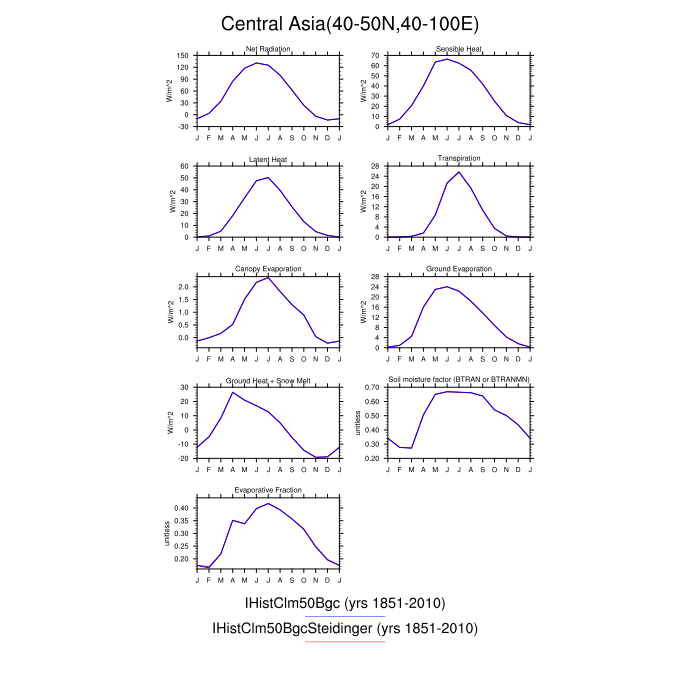 Central Asia(40-50N,40-100E)
Net Radiation
W/m^2
150
120
90
60
30
0
-30
J F M A M J J A S O N D J
Sensible Heat
W/m^2
70
60
50
40
30
20
10
0
J F M A M J J A S O N D J
Latent Heat
W/m^2
60
50
40
30
20
10
0
J F M A M J J A S O N D J
Transpiration
W/m^2
28
24
20
16
12
8
4
0
J F M A M J J A S O N D J
Canopy Evaporation
W/m^2
2.0
1.5
1.0
0.5
0.0
J F M A M J J A S O N D J
Ground Evaporation
W/m^2
28
24
20
16
12
8
4
0
J F M A M J J A S O N D J
Ground Heat + Snow Melt
W/m^2
30
20
10
0
-10
-20
J F M A M J J A S O N D J
Soil moisture factor (BTRAN or BTRANMN)
unitless
0.70
0.60
0.50
0.40
0.30
0.20
J F M A M J J A S O N D J
Evaporative Fraction
unitless
0.40
0.35
0.30
0.25
0.20
J F M A M J J A S O N D J
IHistClm50Bgc (yrs 1851-2010)
IHistClm50BgcSteidinger (yrs 1851-2010)